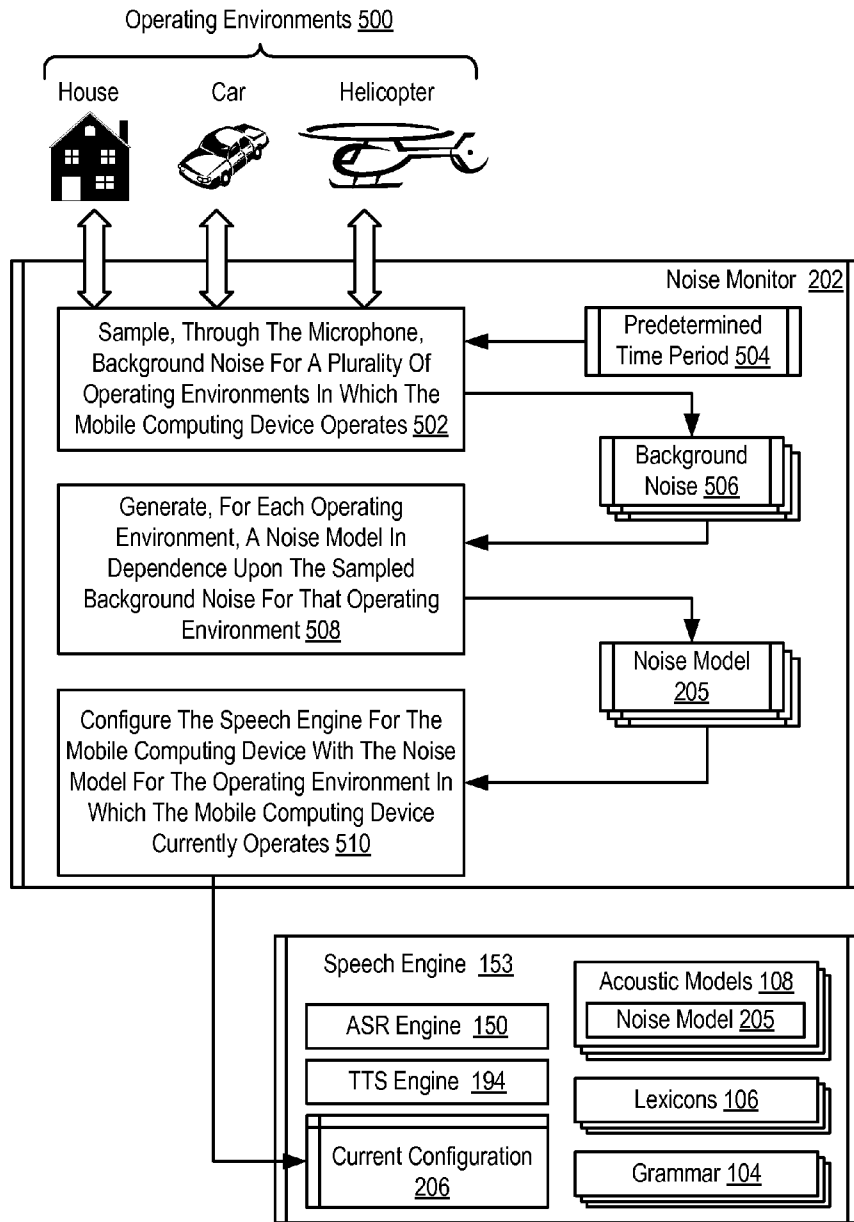 Operating Environments 500
House
Car
Helicopter
Noise Monitor 202
Sample, Through The Microphone,
Background Noise For A Plurality Of
Operating Environments In Which The
Mobile Computing Device Operates 502
Predetermined
Time Period 504
Background
Noise 506
Generate, For Each Operating
Environment, A Noise Model In
Dependence Upon The Sampled
Background Noise For That Operating
Environment 508
Noise Model
205
Configure The Speech Engine For The
Mobile Computing Device With The Noise
Model For The Operating Environment In
Which The Mobile Computing Device
Currently Operates 510
Speech Engine 153
ASR Engine 150
TTS Engine 194
Current Configuration
206
Acoustic Models 108
Noise Model 205
Lexicons 106
Grammar 104